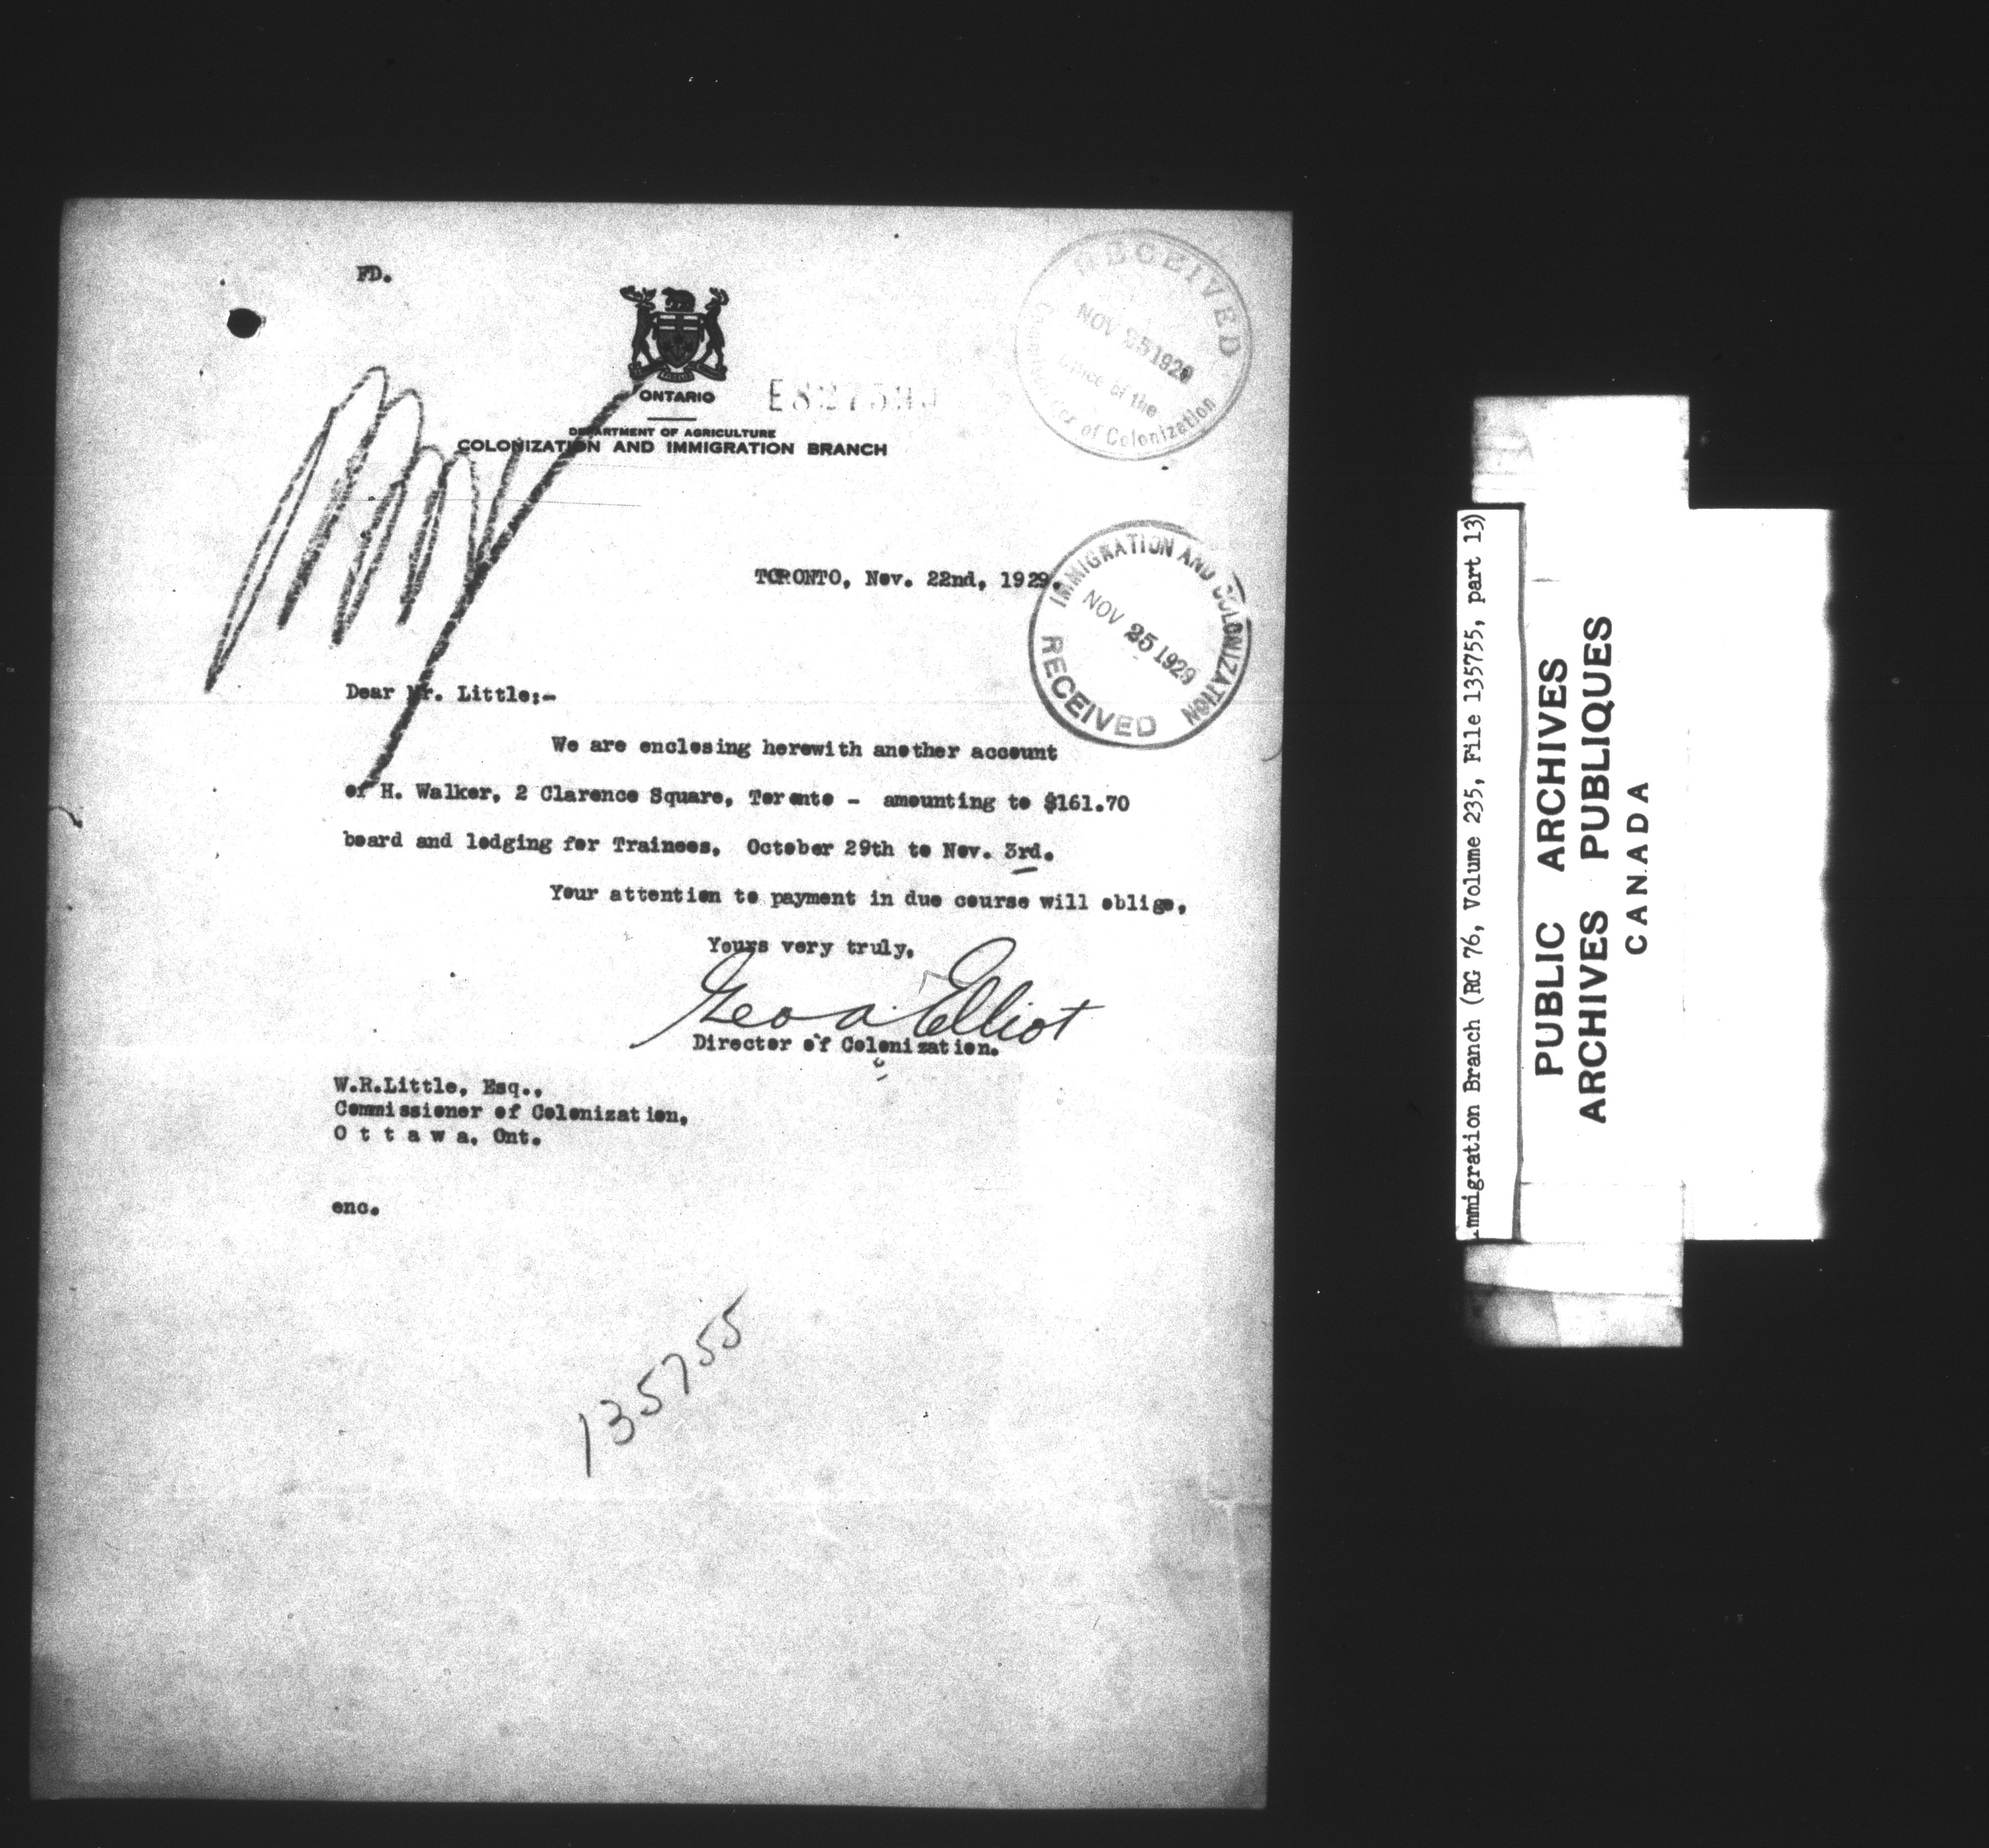 FD.
ONTARIO
DEPARTMENT OF AGRICULTURE
COLONIZATION AND IMMIGRATION BRANCH
RECEIVED
NOV 25 1929
Office of the
Commissioner of Colonization
TORONTO, Nov. 22nd, 1929.
IMMIGRATION AND COLONIZATION
NOV 25 1929
RECEIVED
Dear Mr. Little;-
We are enclosing herewith another account
of H. Walker, 2 Clarence Square, Toronto - amounting to $161.70
board and lodging for Trainees, October 29th to Nov. 3rd.
Your attention to payment in due course will oblige,
Yours very truly,
Geo a. Elliot
Director of Colonization.
W.R.Little, Esq.,
Commissioner of Colonization,
O t t a w a, Ont.
enc.
135755
mmigration Branch (RG 76, Volume 235, File 135755, part 13)
PUBLIC ARCHIVES
ARCHIVES PUBLIQUES
CANADA